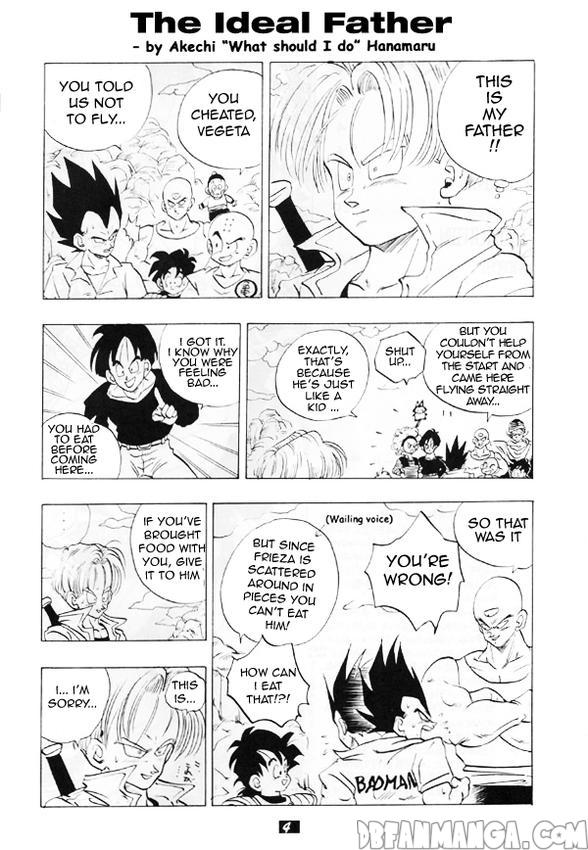 The Ideal Father
- by Akechi "What should I do" Hanamaru
THIS
IS
MY
FATHER
!!
YOU
CHEATED,
VEGETA
YOU TOLD
US NOT
TO FLY...
BUT YOU
COULDN'T HELP
YOURSELF FROM
THE START AND
CAME HERE
FLYING STRAIGHT
AWAY...
SHUT
UP...
EXACTLY,
THAT'S
BECAUSE
HE'S JUST
LIKE A
KID ...
I GOT IT.
I KNOW WHY
YOU WERE
FEELING
BAD...
YOU HAD
TO EAT
BEFORE
COMING
HERE...
SO THAT
WAS IT
YOU'RE
WRONG!
(Wailing voice)
BUT SINCE
FRIEZA IS
SCATTERED
AROUND IN
PIECES YOU
CAN'T EAT
HIM!
HOW CAN
I EAT
THAT!?!
BADMAN
IF YOU'VE
BROUGHT
FOOD WITH
YOU, GIVE
IT TO HIM
THIS
IS...
I... I'M
SORRY...
4
DBFANMANGA.COM